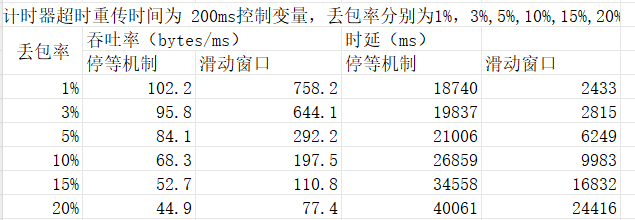 计时器超时重传时间为 200ms控制变量，丢包率分别为1%，3%,5%,10%,15%,20%
丢包率 吞吐率（bytes/ms） 时延（ms）
停等机制 滑动窗口 停等机制 滑动窗口
1% 102.2 758.2 18740 2433
3% 95.8 644.1 19837 2815
5% 84.1 292.2 21006 6249
10% 68.3 197.5 26859 9983
15% 52.7 110.8 34558 16832
20% 44.9 77.4 40061 24416